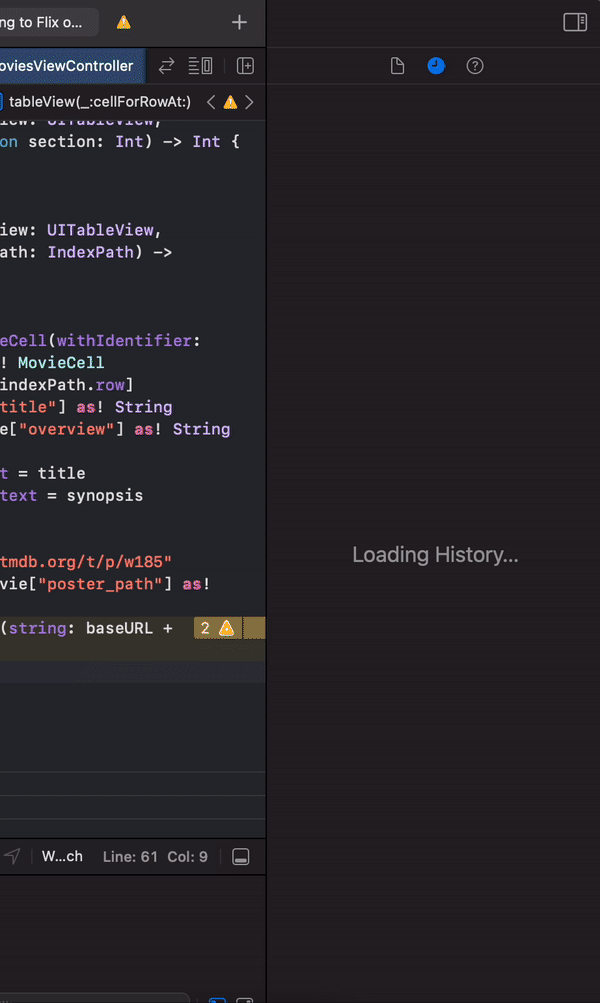 ng to Flix o...
oviesViewController
tableView(_:cellForRowAt:)
iew: UITableView,
on section: Int) -> Int {
iew: UITableView,
ath: IndexPath) ->
eCell(withIdentifier:
! MovieCell
indexPath.row]
title"] as! String
e["overview"] as! String
t = title
text = synopsis
tmdb.org/t/p/w185"
vie["poster_path"] as!
(string: baseURL + 2
Loading History...
W...ch Line: 61 Col: 9